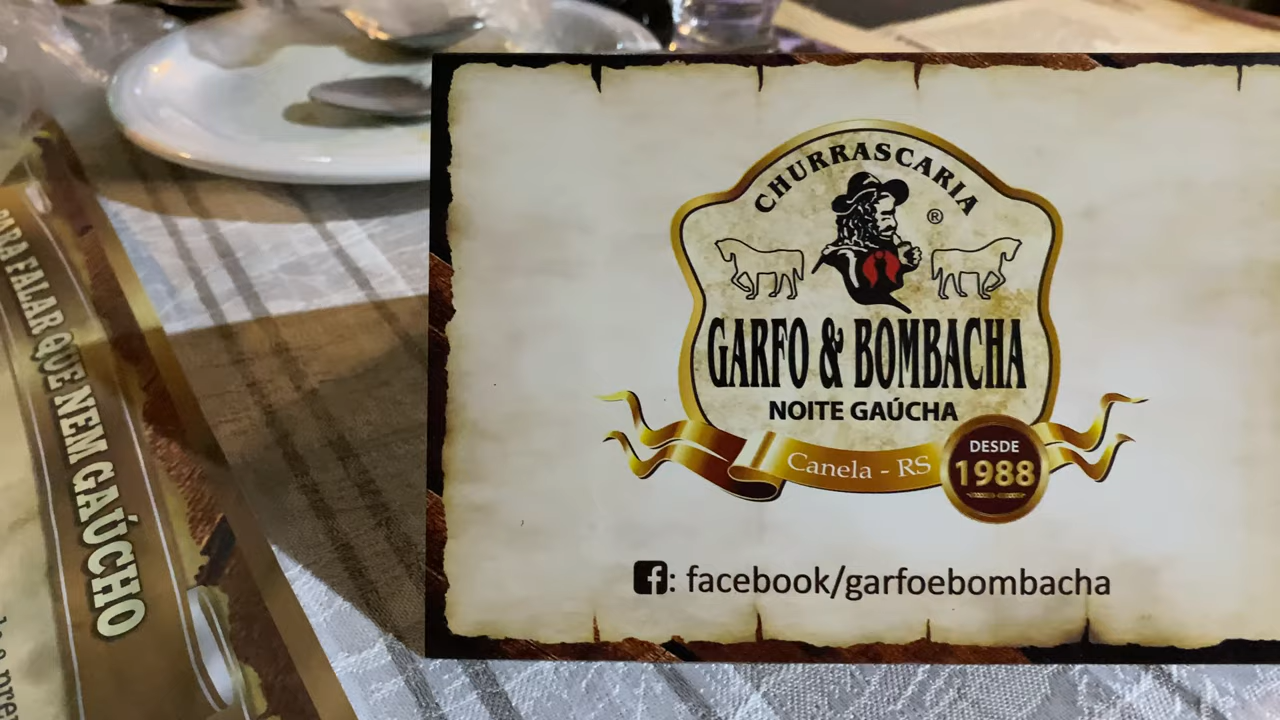 CHURRASCARIA
®
GARFO & BOMBACHA
NOITE GAÚCHA
Canela - RS
DESDE
1988
f: facebook/garfoebombacha
PARA FALAR QUE NEM GAÚCHO